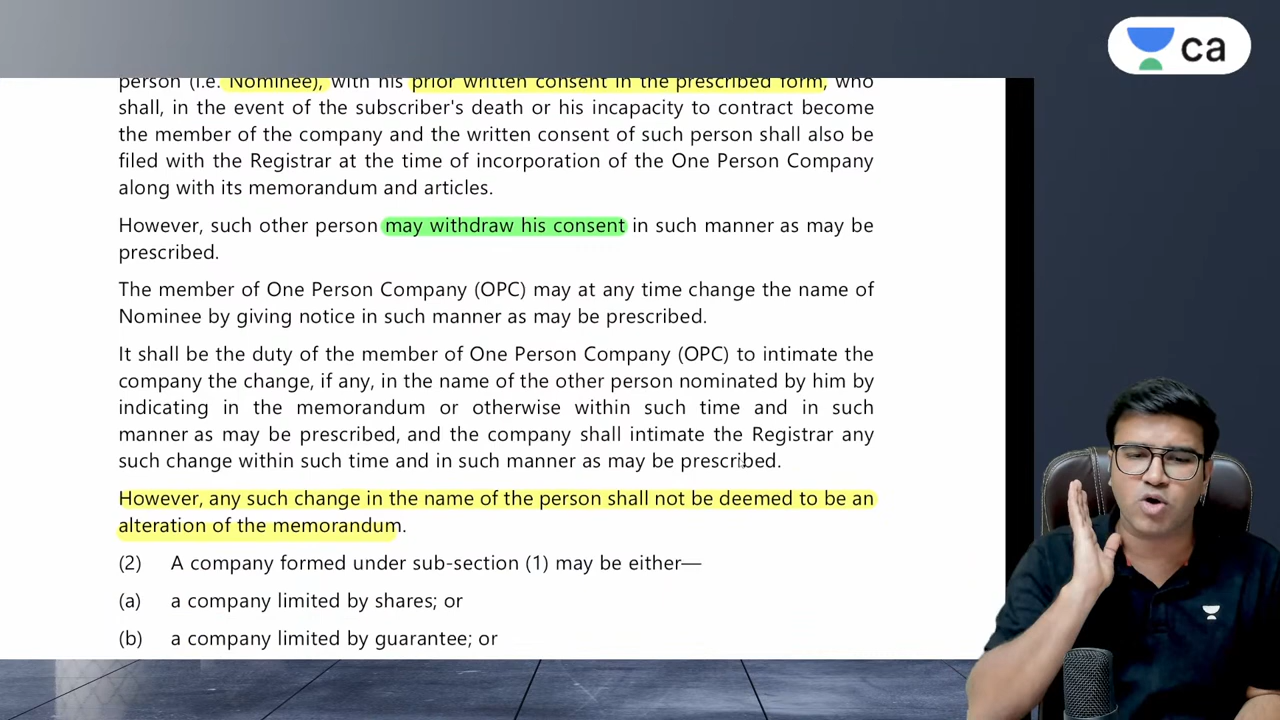 ca
person (i.e. Nominee), with his prior written consent in the prescribed form, who
shall, in the event of the subscriber's death or his incapacity to contract become
the member of the company and the written consent of such person shall also be
filed with the Registrar at the time of incorporation of the One Person Company
along with its memorandum and articles.
However, such other person may withdraw his consent in such manner as may be
prescribed.
The member of One Person Company (OPC) may at any time change the name of
Nominee by giving notice in such manner as may be prescribed.
It shall be the duty of the member of One Person Company (OPC) to intimate the
company the change, if any, in the name of the other person nominated by him by
indicating in the memorandum or otherwise within such time and in such
manner as may be prescribed, and the company shall intimate the Registrar any
such change within such time and in such manner as may be prescribed.
However, any such change in the name of the person shall not be deemed to be an
alteration of the memorandum.
(2) A company formed under sub-section (1) may be either—
(a) a company limited by shares; or
(b) a company limited by guarantee; or